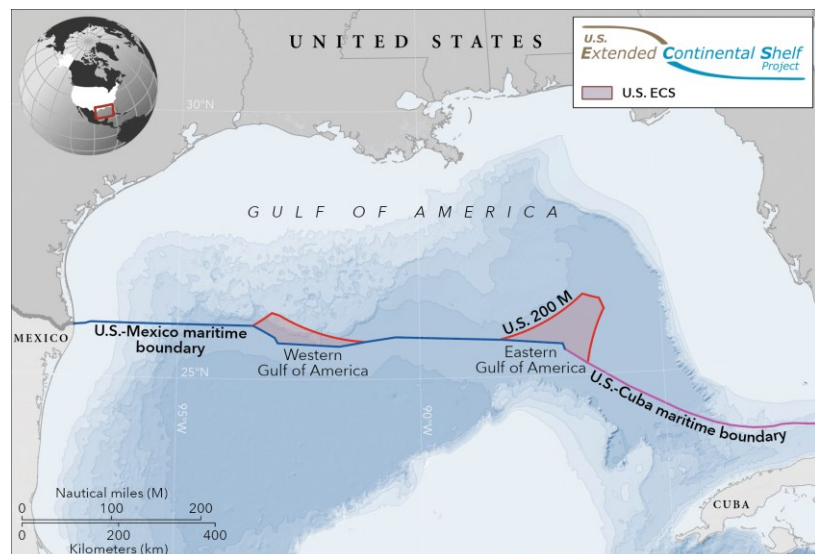 UNITED STATES
U.S.
EXTENDED CONTINENTAL SHELF
PROJECT
U.S. ECS
30°N
GULF OF AMERICA
U.S. 200 M
MEXICO
U.S.-Mexico maritime
boundary
Western
Gulf of America
Eastern
Gulf of America
25°N
95°W
90°W
U.S.-Cuba maritime boundary
Nautical miles (M)
0 100 200
0 200 400
Kilometers (km)
CUBA